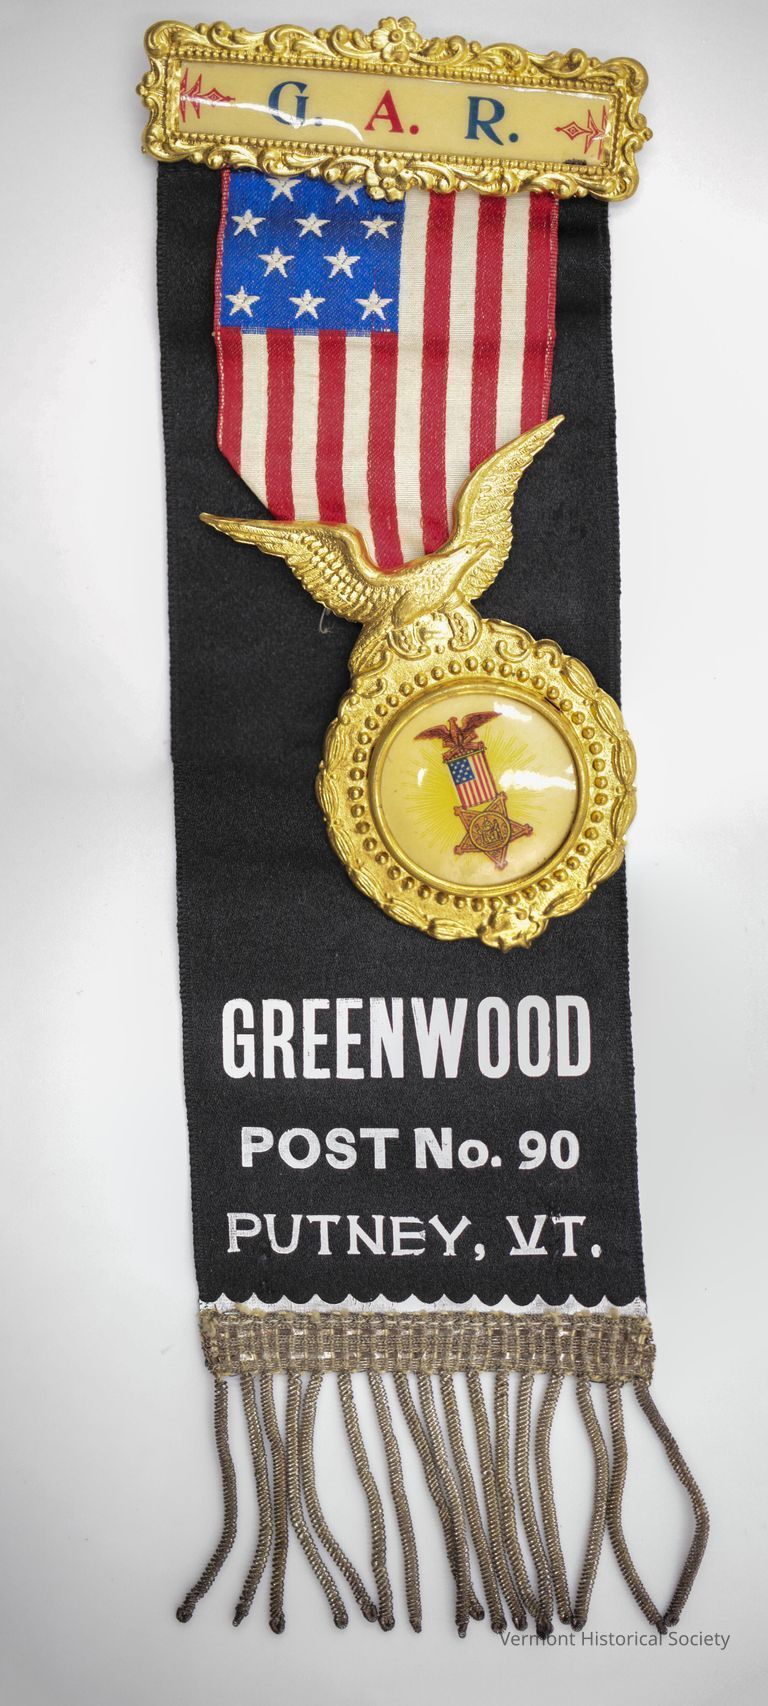 G. A. R.
GREENWOOD
POST No. 90
PUTNEY, VT.
Vermont Historical Society